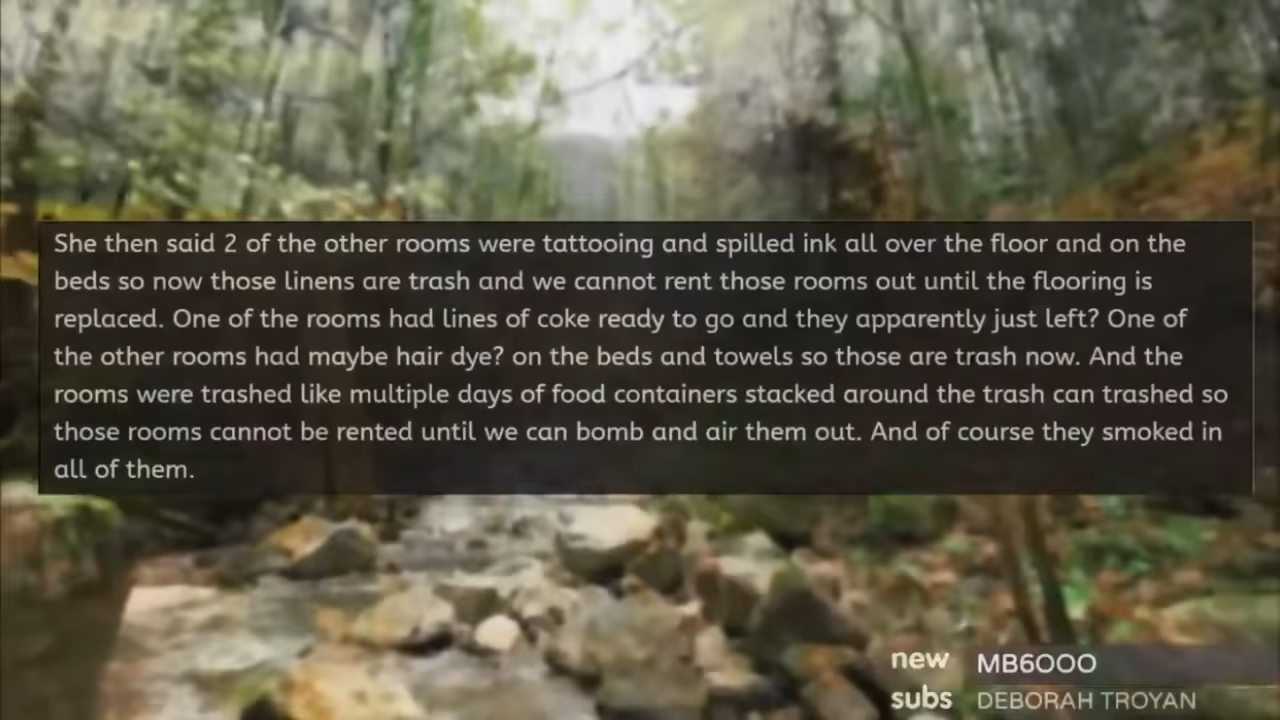 She then said 2 of the other rooms were tattooing and spilled ink all over the floor and on the
beds so now those linens are trash and we cannot rent those rooms out until the flooring is
replaced. One of the rooms had lines of coke ready to go and they apparently just left? One of
the other rooms had maybe hair dye? on the beds and towels so those are trash now. And the
rooms were trashed like multiple days of food containers stacked around the trash can trashed so
those rooms cannot be rented until we can bomb and air them out. And of course they smoked in
all of them.
new MB6OOO
subs DEBORAH TROYAN